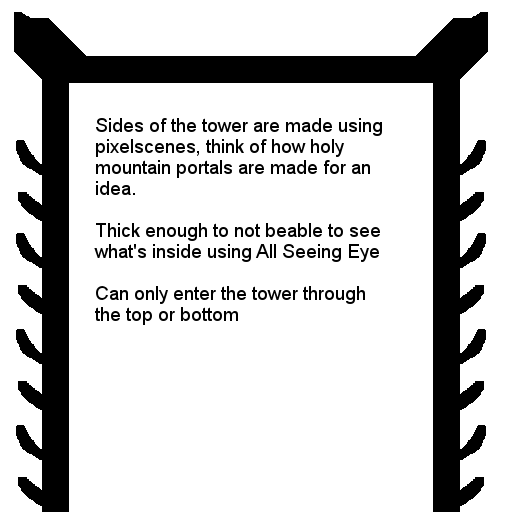 Sides of the tower are made using
pixelscenes, think of how holy
mountain portals are made for an
idea.
Thick enough to not beable to see
what's inside using All Seeing Eye
Can only enter the tower through
the top or bottom